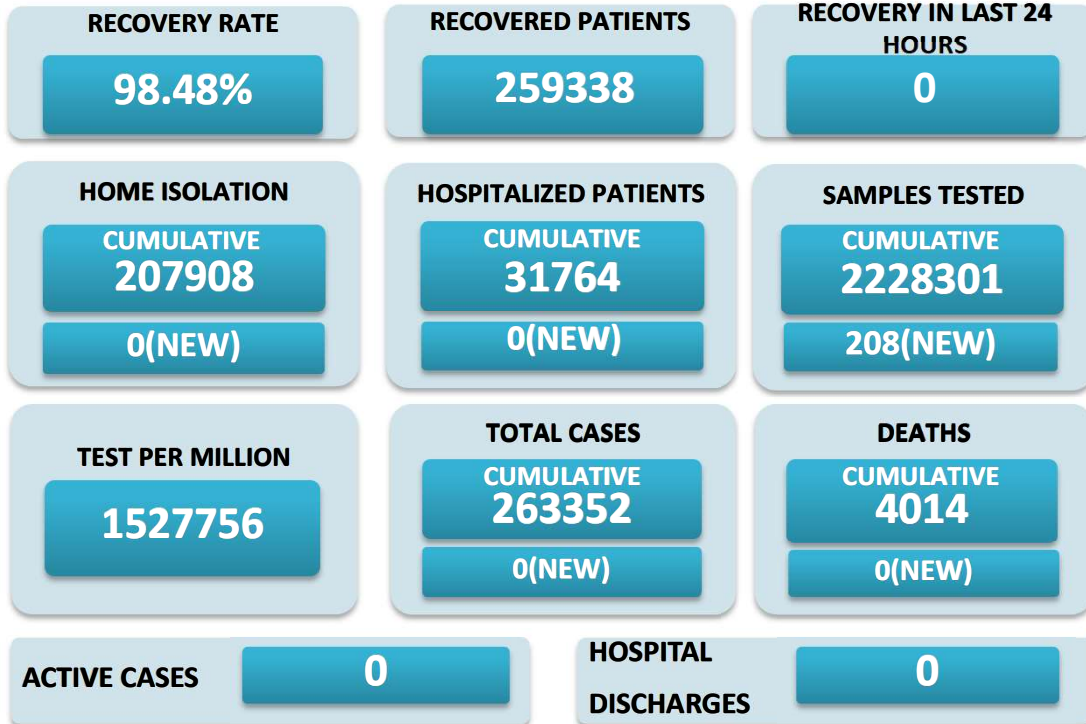 RECOVERY RATE
98.48%
RECOVERED PATIENTS
259338
RECOVERY IN LAST 24
HOURS
0
HOME ISOLATION
CUMULATIVE
207908
0(NEW)
HOSPITALIZED PATIENTS
CUMULATIVE
31764
0(NEW)
SAMPLES TESTED
CUMULATIVE
2228301
208(NEW)
TEST PER MILLION
1527756
TOTAL CASES
CUMULATIVE
263352
0(NEW)
DEATHS
CUMULATIVE
4014
0(NEW)
ACTIVE CASES
0
HOSPITAL
DISCHARGES
0